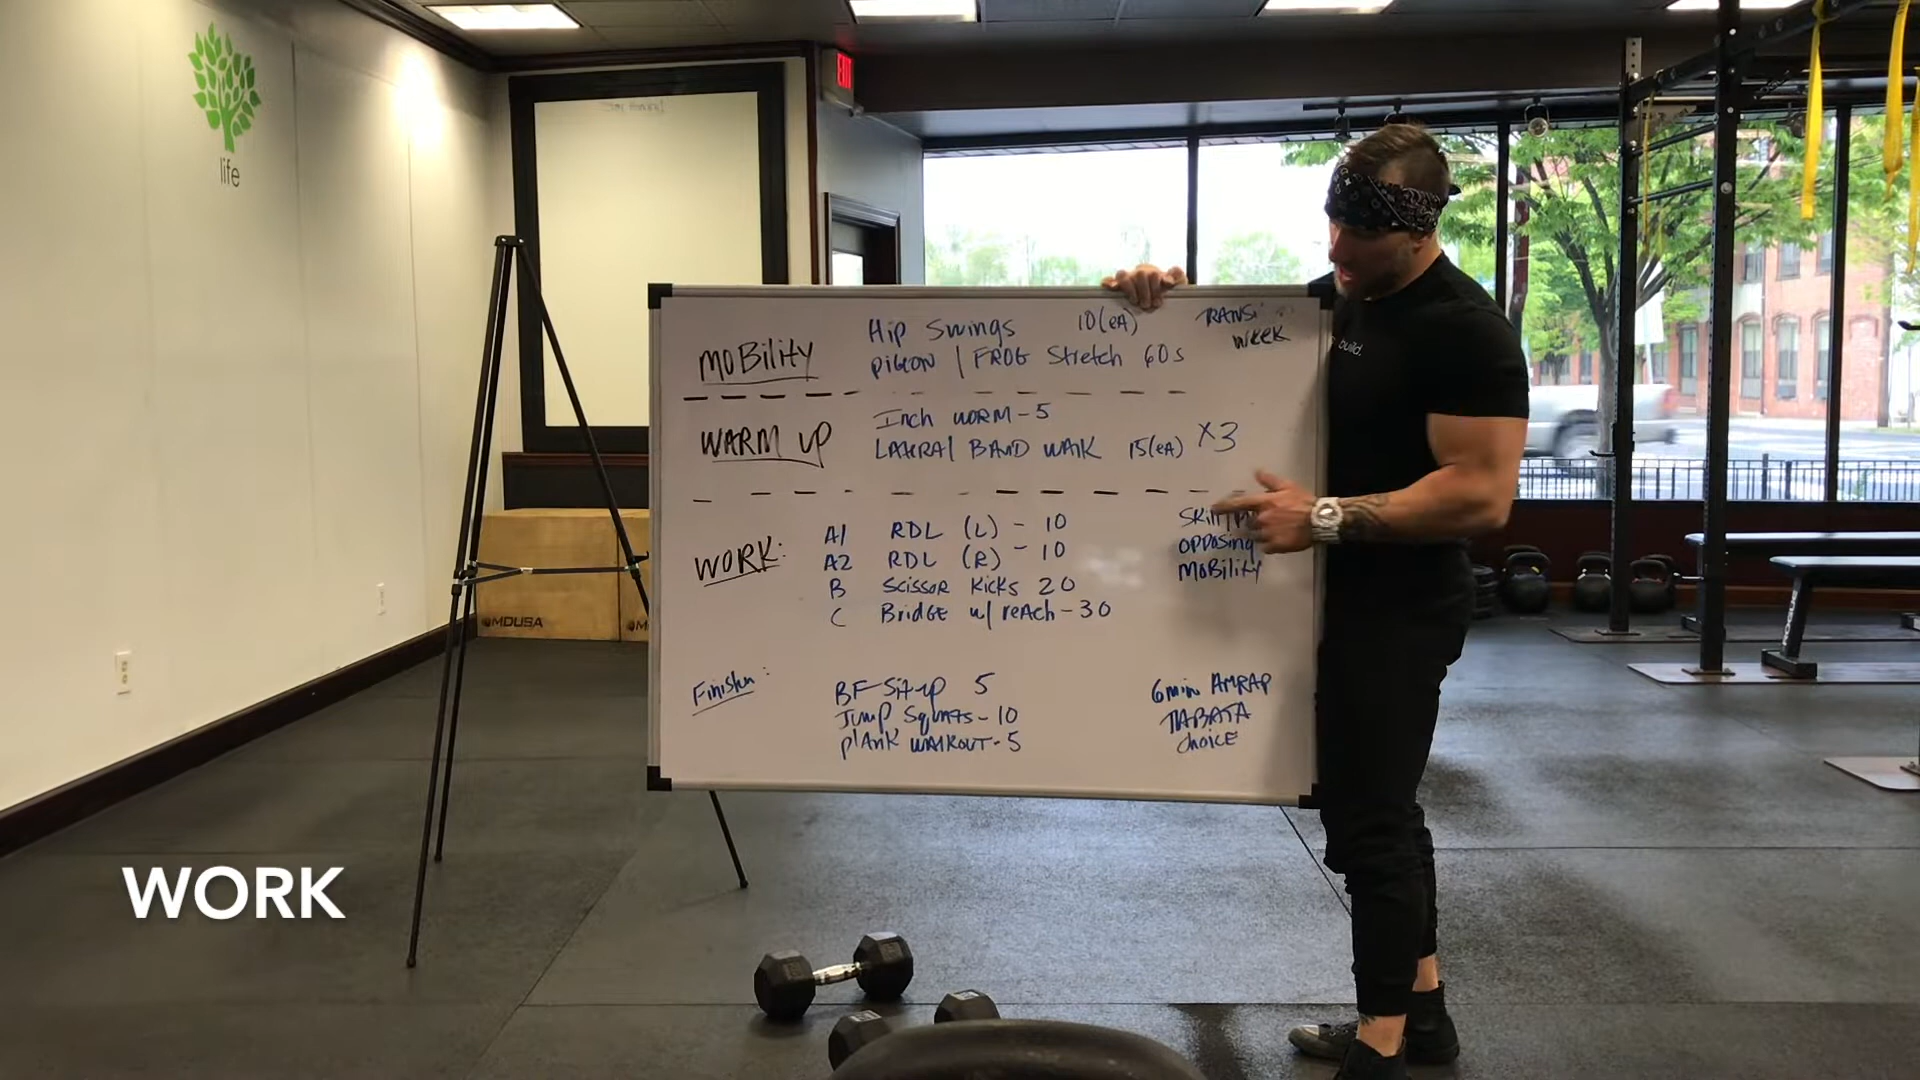 life
EXIT
Hip Swings 10(eA)
MoBility
PIGEON | FROG Stretch 60s
WEEK
build.
Inch WORM - 5
WARM UP
LATERAl BAND WAlK 15(eA) X3
A1 RDL (L) - 10
A2 RDL (R) - 10
WORK:
B SCISSOR KICKS 20
C BRIDGE w/ reach - 30
Skill
OPPOSING
MoBility
Finisher:
BF Sit-up 5
Jump Squats - 10
PlAnK WAlKOUT - 5
6min AMRAP
TABATA
CHOICE
MDUSA
WORK